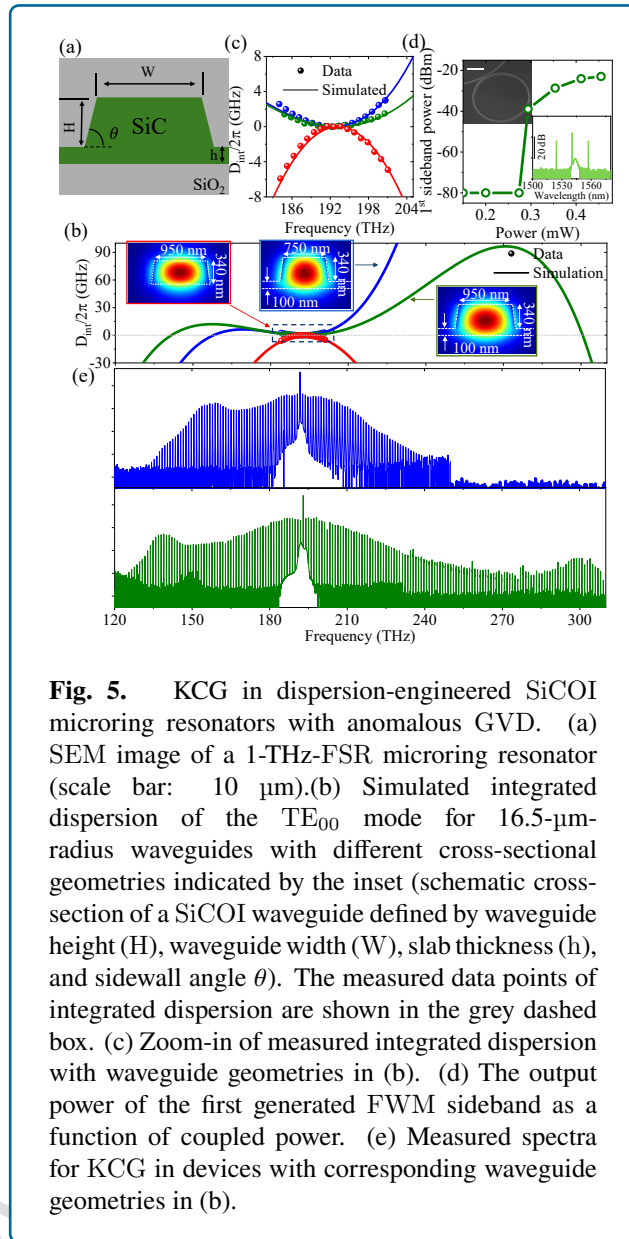 (a)
W
H
θ
SiC
h
SiO2
(c)
8
4
0
-4
-8
Data
Simulated
Dint/2π (GHz)
186 192 198 204
Frequency (THz)
(d)
1st sideband power (dBm)
-20
-40
-60
-80
20 dB
1500 1530 1560
Wavelength (nm)
0.2 0.3 0.4
Power (mW)
(b)
90
60
30
0
-30
Dint/2π (GHz)
950 nm
340 nm
750 nm
340 nm
100 nm
Data
Simulation
950 nm
340 nm
100 nm
(e)
120 150 180 210 240 270 300
Frequency (THz)
Fig. 5. KCG in dispersion-engineered SiCOI
microring resonators with anomalous GVD. (a)
SEM image of a 1-THz-FSR microring resonator
(scale bar: 10 μm).(b) Simulated integrated
dispersion of the TE00 mode for 16.5-μm-
radius waveguides with different cross-sectional
geometries indicated by the inset (schematic cross-
section of a SiCOI waveguide defined by waveguide
height (H), waveguide width (W), slab thickness (h),
and sidewall angle θ). The measured data points of
integrated dispersion are shown in the grey dashed
box. (c) Zoom-in of measured integrated dispersion
with waveguide geometries in (b). (d) The output
power of the first generated FWM sideband as a
function of coupled power. (e) Measured spectra
for KCG in devices with corresponding waveguide
geometries in (b).